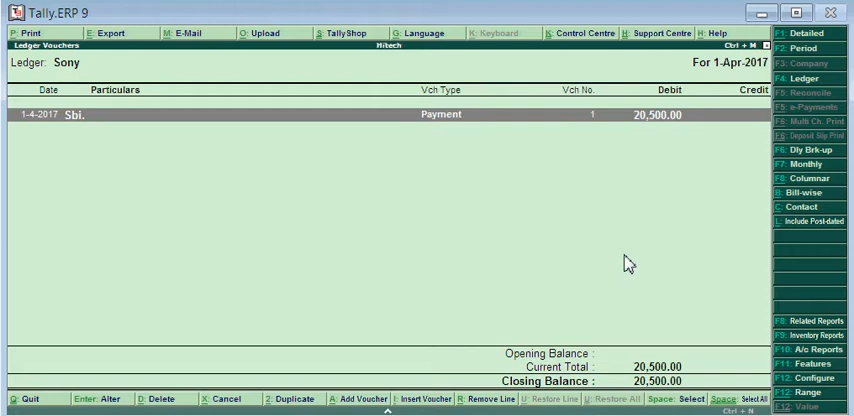 Tally.ERP 9
P: Print E: Export M: E-Mail O: Upload S: TallyShop G: Language K: Keyboard K: Control Centre H: Support Centre H: Help
Ledger Vouchers Hitech Ctrl + M
Ledger: Sony For 1-Apr-2017
Date Particulars Vch Type Vch No. Debit Credit
1-4-2017 Sbi. Payment 1 20,500.00
Opening Balance :
Current Total : 20,500.00
Closing Balance : 20,500.00
Q: Quit Enter: Alter D: Delete X: Cancel 2: Duplicate A: Add Voucher I: Insert Voucher R: Remove Line U: Restore Line U: Restore All Space: Select Space: Select All
Ctrl + N
F1: Detailed
F2: Period
F3: Company
F4: Ledger
F5: Reconcile
F5: e-Payments
F6: Multi Ch. Print
F6: Deposit Slip Print
F6: Dly Brk-up
F7: Monthly
F8: Columnar
B: Bill-wise
C: Contact
L: Include Post-dated
F8: Related Reports
F9: Inventory Reports
F10: A/c Reports
F11: Features
F12: Configure
F12: Range
F12: Value